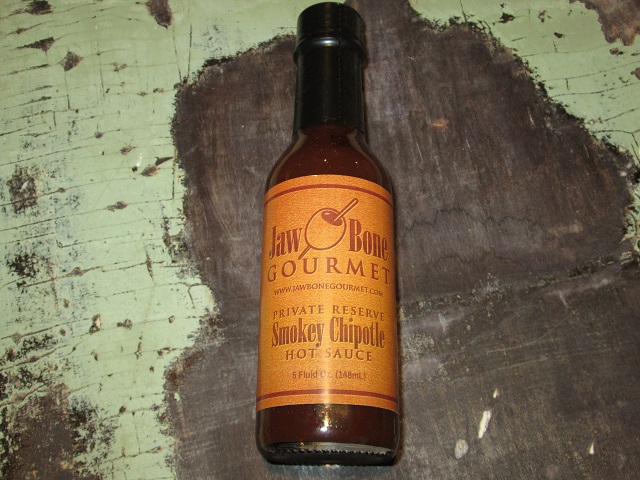 Jaw Bone
GOURMET
WWW.JAWBONEGOURMET.COM
PRIVATE RESERVE
Smokey Chipotle
HOT SAUCE
5 Fluid Oz. (148mL)